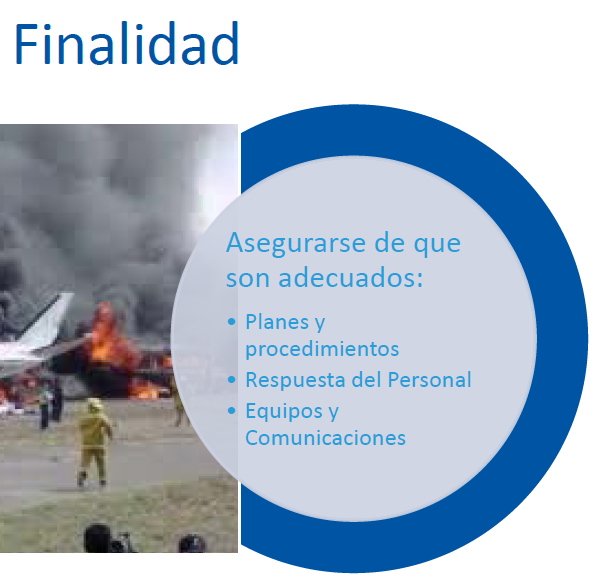 Finalidad
Asegurarse de que
son adecuados:
• Planes y
procedimientos
• Respuesta del Personal
• Equipos y
Comunicaciones